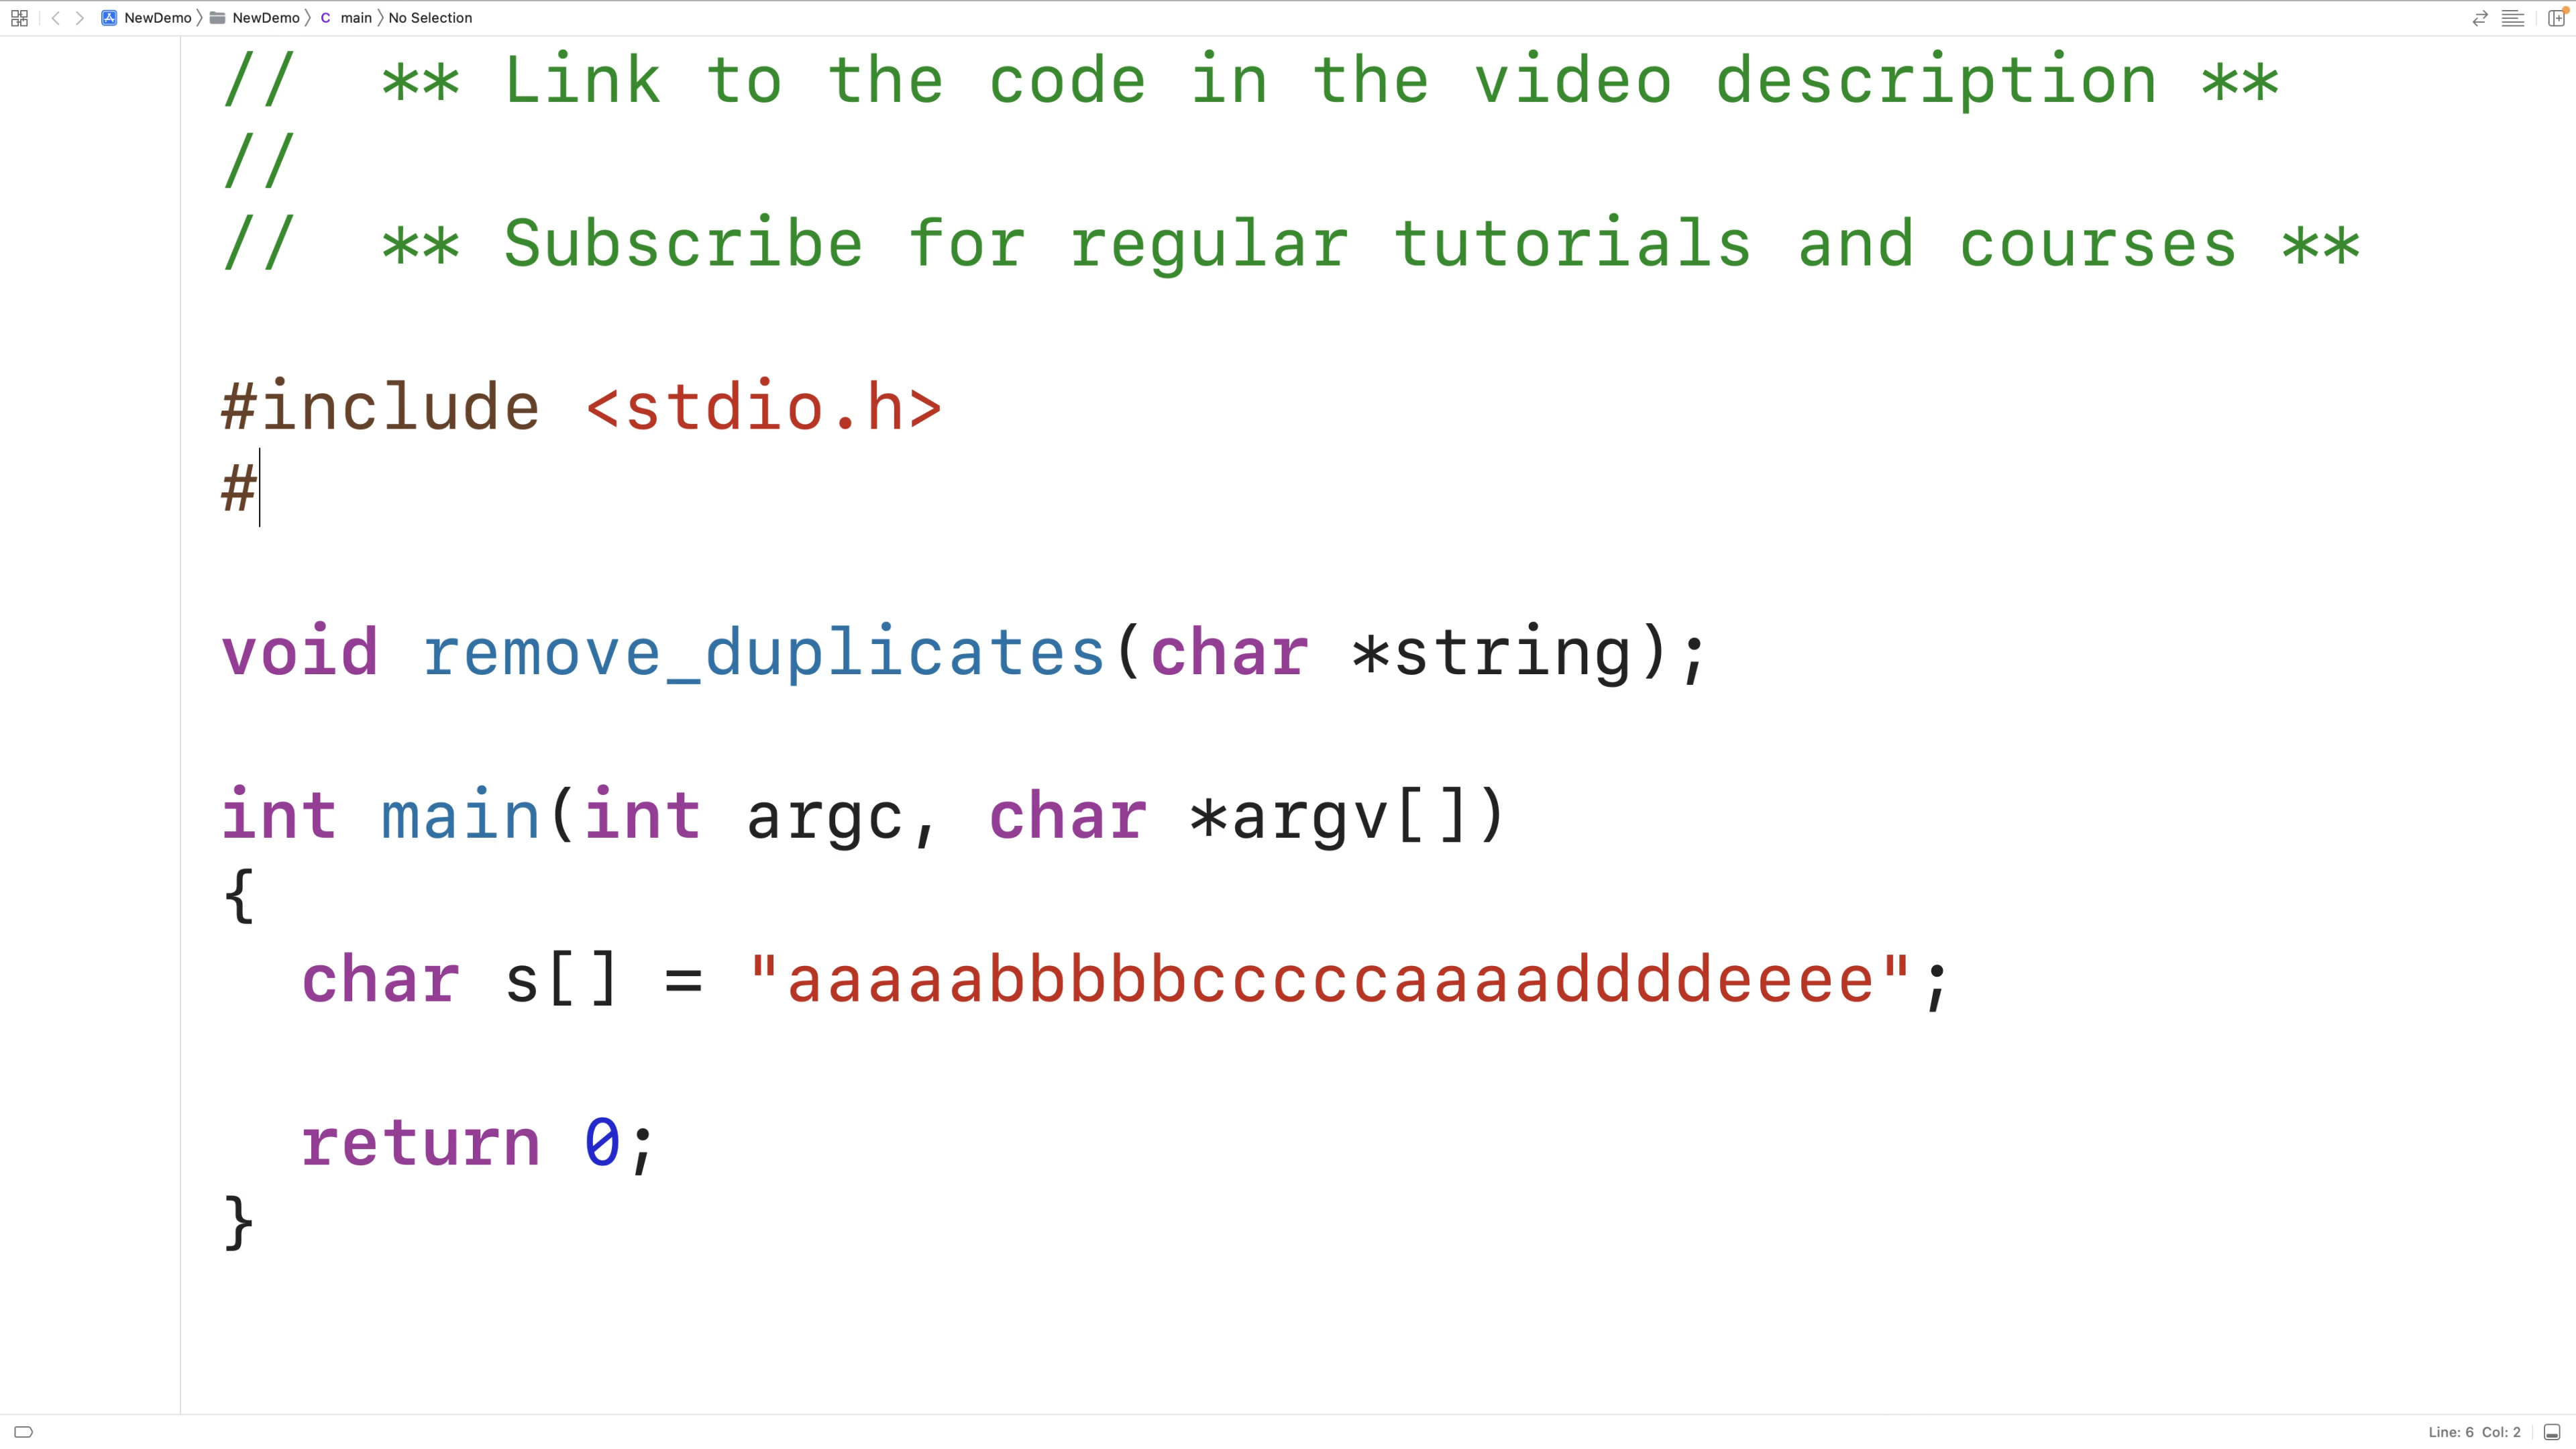 NewDemo 〉 NewDemo 〉 C main 〉 No Selection
//  ** Link to the code in the video description **
//
//  ** Subscribe for regular tutorials and courses **
#include <stdio.h>
#
void remove_duplicates(char *string);
int main(int argc, char *argv[])
{
  char s[] = "aaaaabbbbbcccccaaaaddddeeee";
  return 0;
}
Line: 6  Col: 2